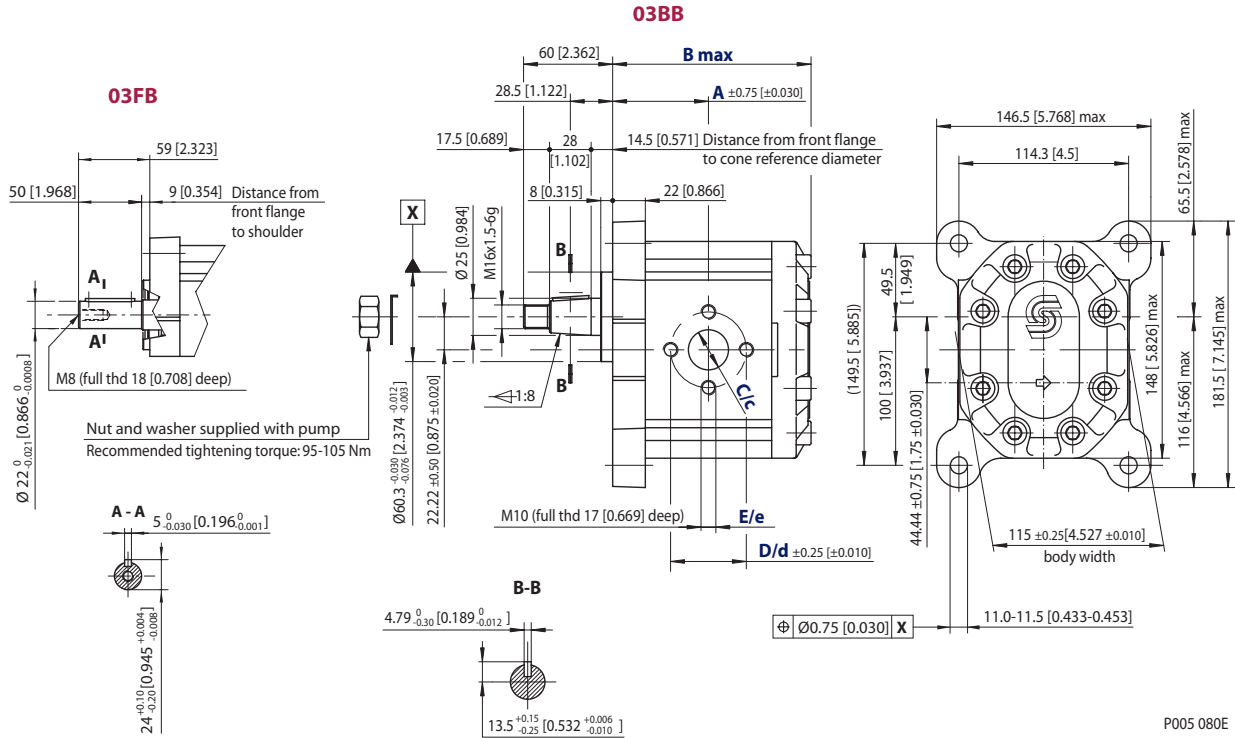 03BB
03FB
60 [2.362]
B max
28.5 [1.122]
A ±0.75 [±0.030]
17.5 [0.689]
28
[1.102]
14.5 [0.571] Distance from front flange
to cone reference diameter
8 [0.315]
22 [0.866]
59 [2.323]
50 [1.968]
9 [0.354] Distance from
front flange
to shoulder
X
Ø 25 [0.984]
M16x1.5-6g
B
B
A
A
M8 (full thd 18 [0.708] deep)
Ø 22 0 -0.021 [0.866 0 -0.0008]
Nut and washer supplied with pump
Recommended tightening torque: 95-105 Nm
1:8
Ø60.3 -0.030 -0.076 [2.374 -0.012 -0.003]
22.22 ±0.50 [0.875 ±0.020]
C/c
M10 (full thd 17 [0.669] deep)
E/e
D/d ±0.25 [±0.010]
A - A
5 0 -0.030 [0.196 0 -0.001]
24 +0.10 -0.20 [0.945 +0.004 -0.008]
B-B
4.79 0 -0.30 [0.189 0 -0.012]
13.5 +0.15 -0.25 [0.532 +0.006 -0.010]
146.5 [5.768] max
114.3 [4.5]
65.5 [2.578] max
49.5
[1.949]
(149.5 [5.885])
100 [3.937]
148 [5.826] max
116 [4.566] max
181.5 [7.145] max
44.44 ±0.75 [1.75 ±0.030]
115 ±0.25 [4.527 ±0.010]
body width
Ø0.75 [0.030] X
11.0-11.5 [0.433-0.453]
P005 080E